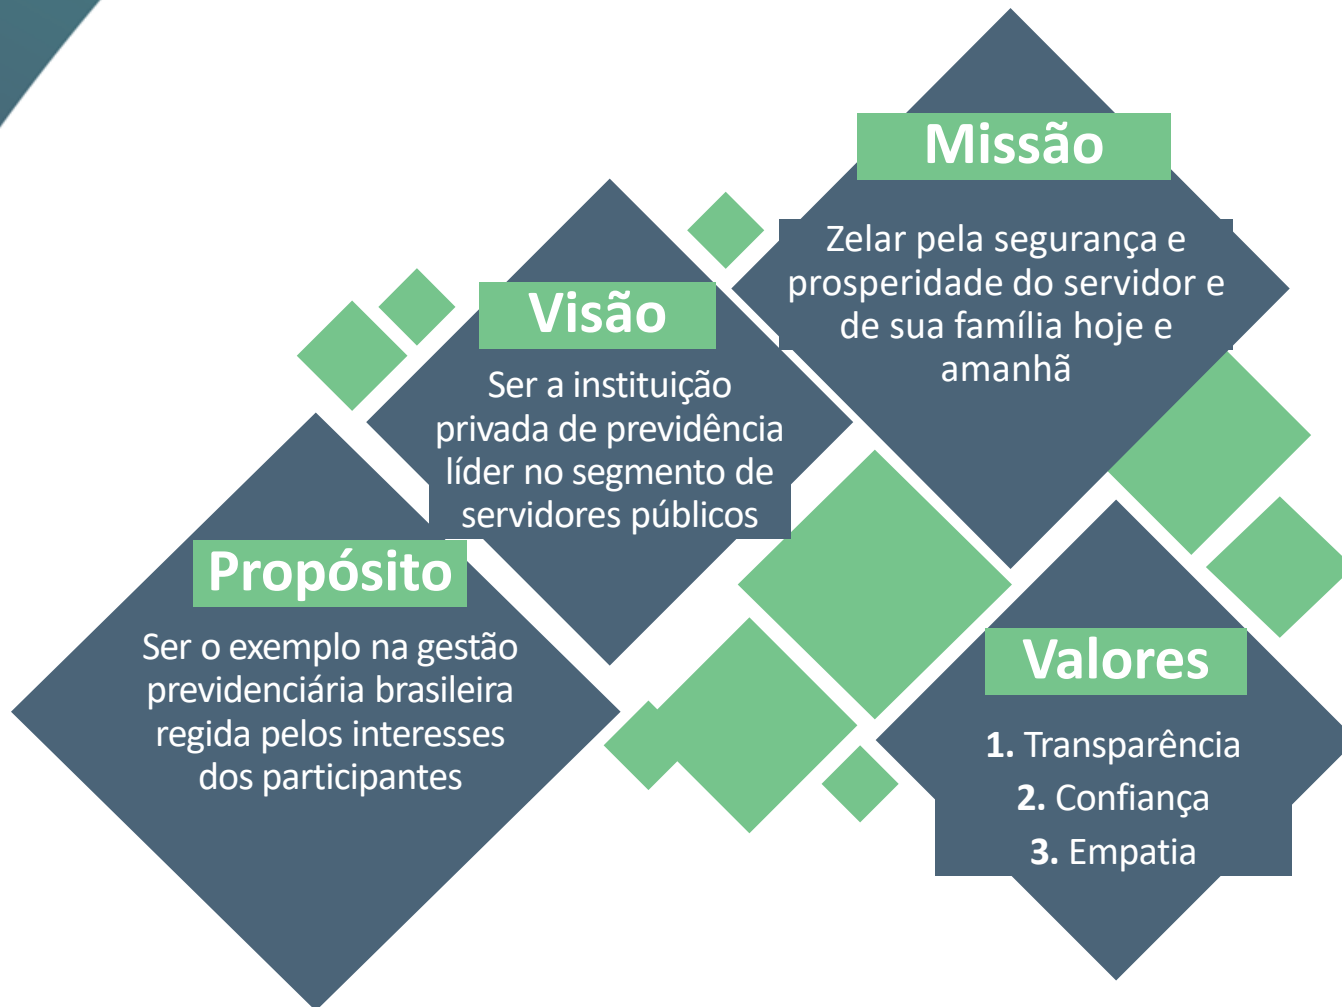 Missão
Zelar pela segurança e
prosperidade do servidor e
de sua família hoje e
amanhã
Visão
Ser a instituição
privada de previdência
líder no segmento de
servidores públicos
Propósito
Ser o exemplo na gestão
previdenciária brasileira
regida pelos interesses
dos participantes
Valores
1. Transparência
2. Confiança
3. Empatia